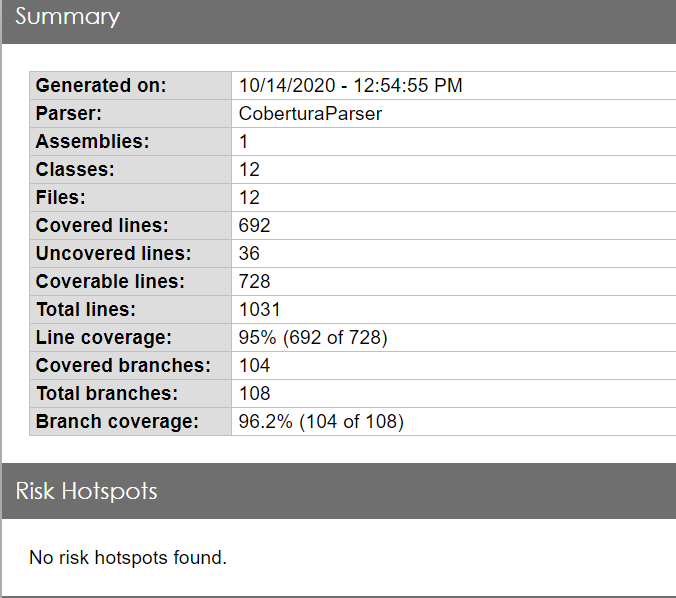 Summary
Generated on: 10/14/2020 - 12:54:55 PM
Parser: CoberturaParser
Assemblies: 1
Classes: 12
Files: 12
Covered lines: 692
Uncovered lines: 36
Coverable lines: 728
Total lines: 1031
Line coverage: 95% (692 of 728)
Covered branches: 104
Total branches: 108
Branch coverage: 96.2% (104 of 108)
Risk Hotspots
No risk hotspots found.